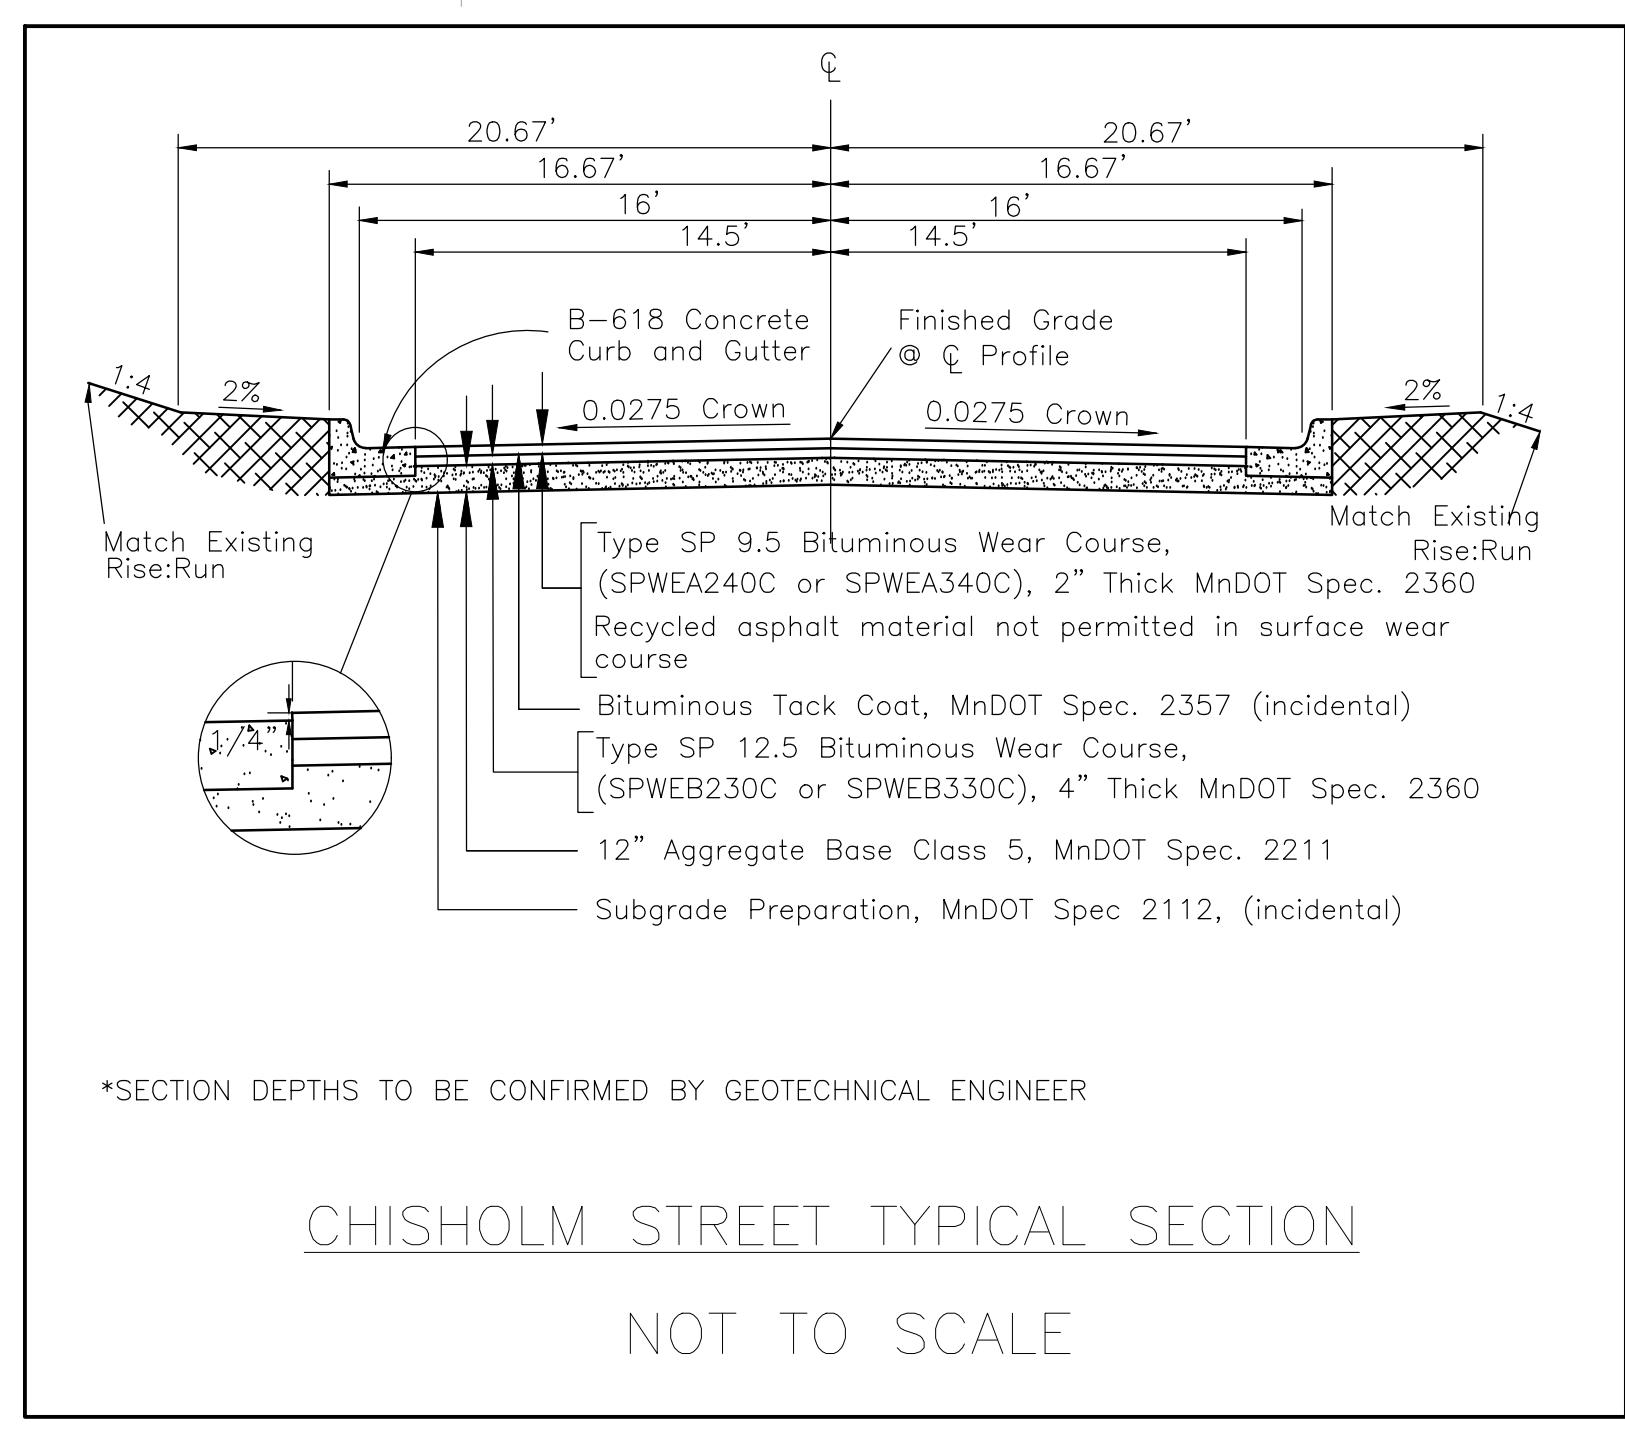 ℄
20.67’ 20.67’
16.67’ 16.67’
16’ 16’
14.5’ 14.5’
B-618 Concrete
Curb and Gutter
Finished Grade
@ ℄ Profile
1:4
2%
0.0275 Crown
0.0275 Crown
2%
1:4
Match Existing
Rise:Run
Match Existing
Rise:Run
Type SP 9.5 Bituminous Wear Course,
(SPWEA240C or SPWEA340C), 2” Thick MnDOT Spec. 2360
Recycled asphalt material not permitted in surface wear
course
Bituminous Tack Coat, MnDOT Spec. 2357 (incidental)
1/4”
Type SP 12.5 Bituminous Wear Course,
(SPWEB230C or SPWEB330C), 4” Thick MnDOT Spec. 2360
12” Aggregate Base Class 5, MnDOT Spec. 2211
Subgrade Preparation, MnDOT Spec 2112, (incidental)
*SECTION DEPTHS TO BE CONFIRMED BY GEOTECHNICAL ENGINEER
CHISHOLM STREET TYPICAL SECTION
NOT TO SCALE